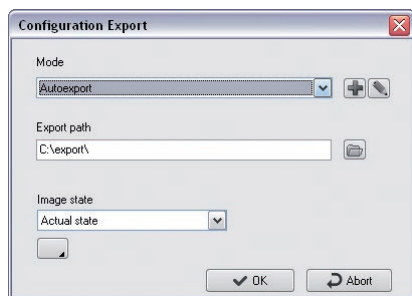 Configuration Export
Mode
Autoexport
Export path
C:\export\
Image state
Actual state
OK
Abort